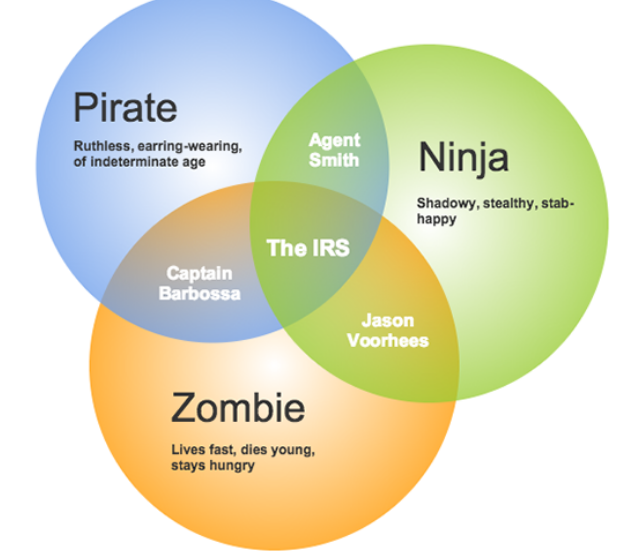 Pirate
Ruthless, earring-wearing,
of indeterminate age
Agent
Smith
Ninja
Shadowy, stealthy, stab-
happy
The IRS
Captain
Barbossa
Jason
Voorhees
Zombie
Lives fast, dies young,
stays hungry